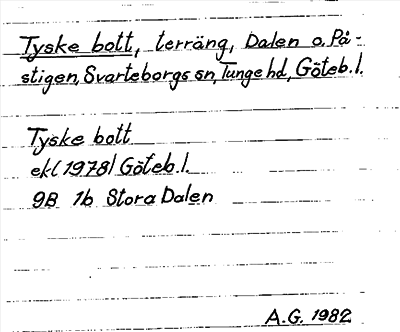 Tyske bott, terräng, Dalen o. På-
stigen, Svarteborgs sn, Tunge hd, Göteb. l.
Tyske bott
ek (1978) Göteb. l.
9B 1b Stora Dalen
A.G. 1982